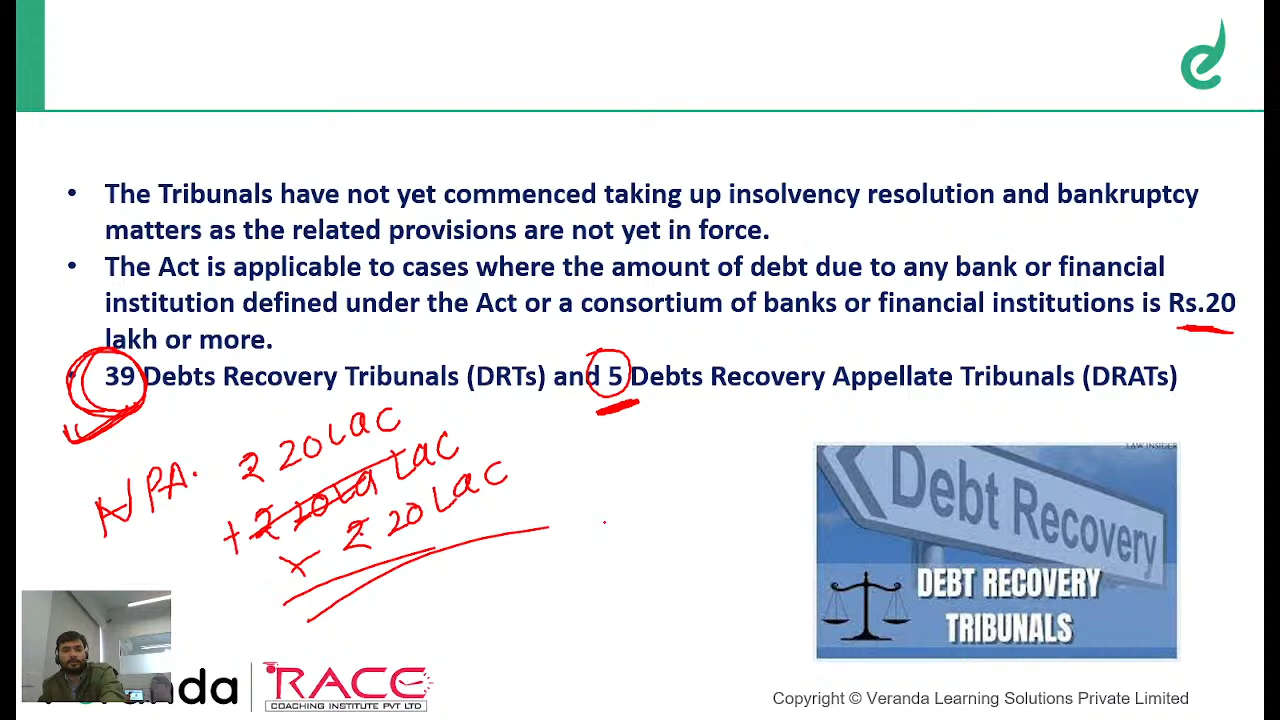 • The Tribunals have not yet commenced taking up insolvency resolution and bankruptcy
matters as the related provisions are not yet in force.
• The Act is applicable to cases where the amount of debt due to any bank or financial
institution defined under the Act or a consortium of banks or financial institutions is Rs.20
lakh or more.
• 39 Debts Recovery Tribunals (DRTs) and 5 Debts Recovery Appellate Tribunals (DRATs)
NPA. ₹ 20 Lac
+ ₹ Lac
× ₹ 20 Lac
LAW INSIDER
Debt Recovery
DEBT RECOVERY
TRIBUNALS
RACE
COACHING INSTITUTE PVT LTD
Copyright © Veranda Learning Solutions Private Limited